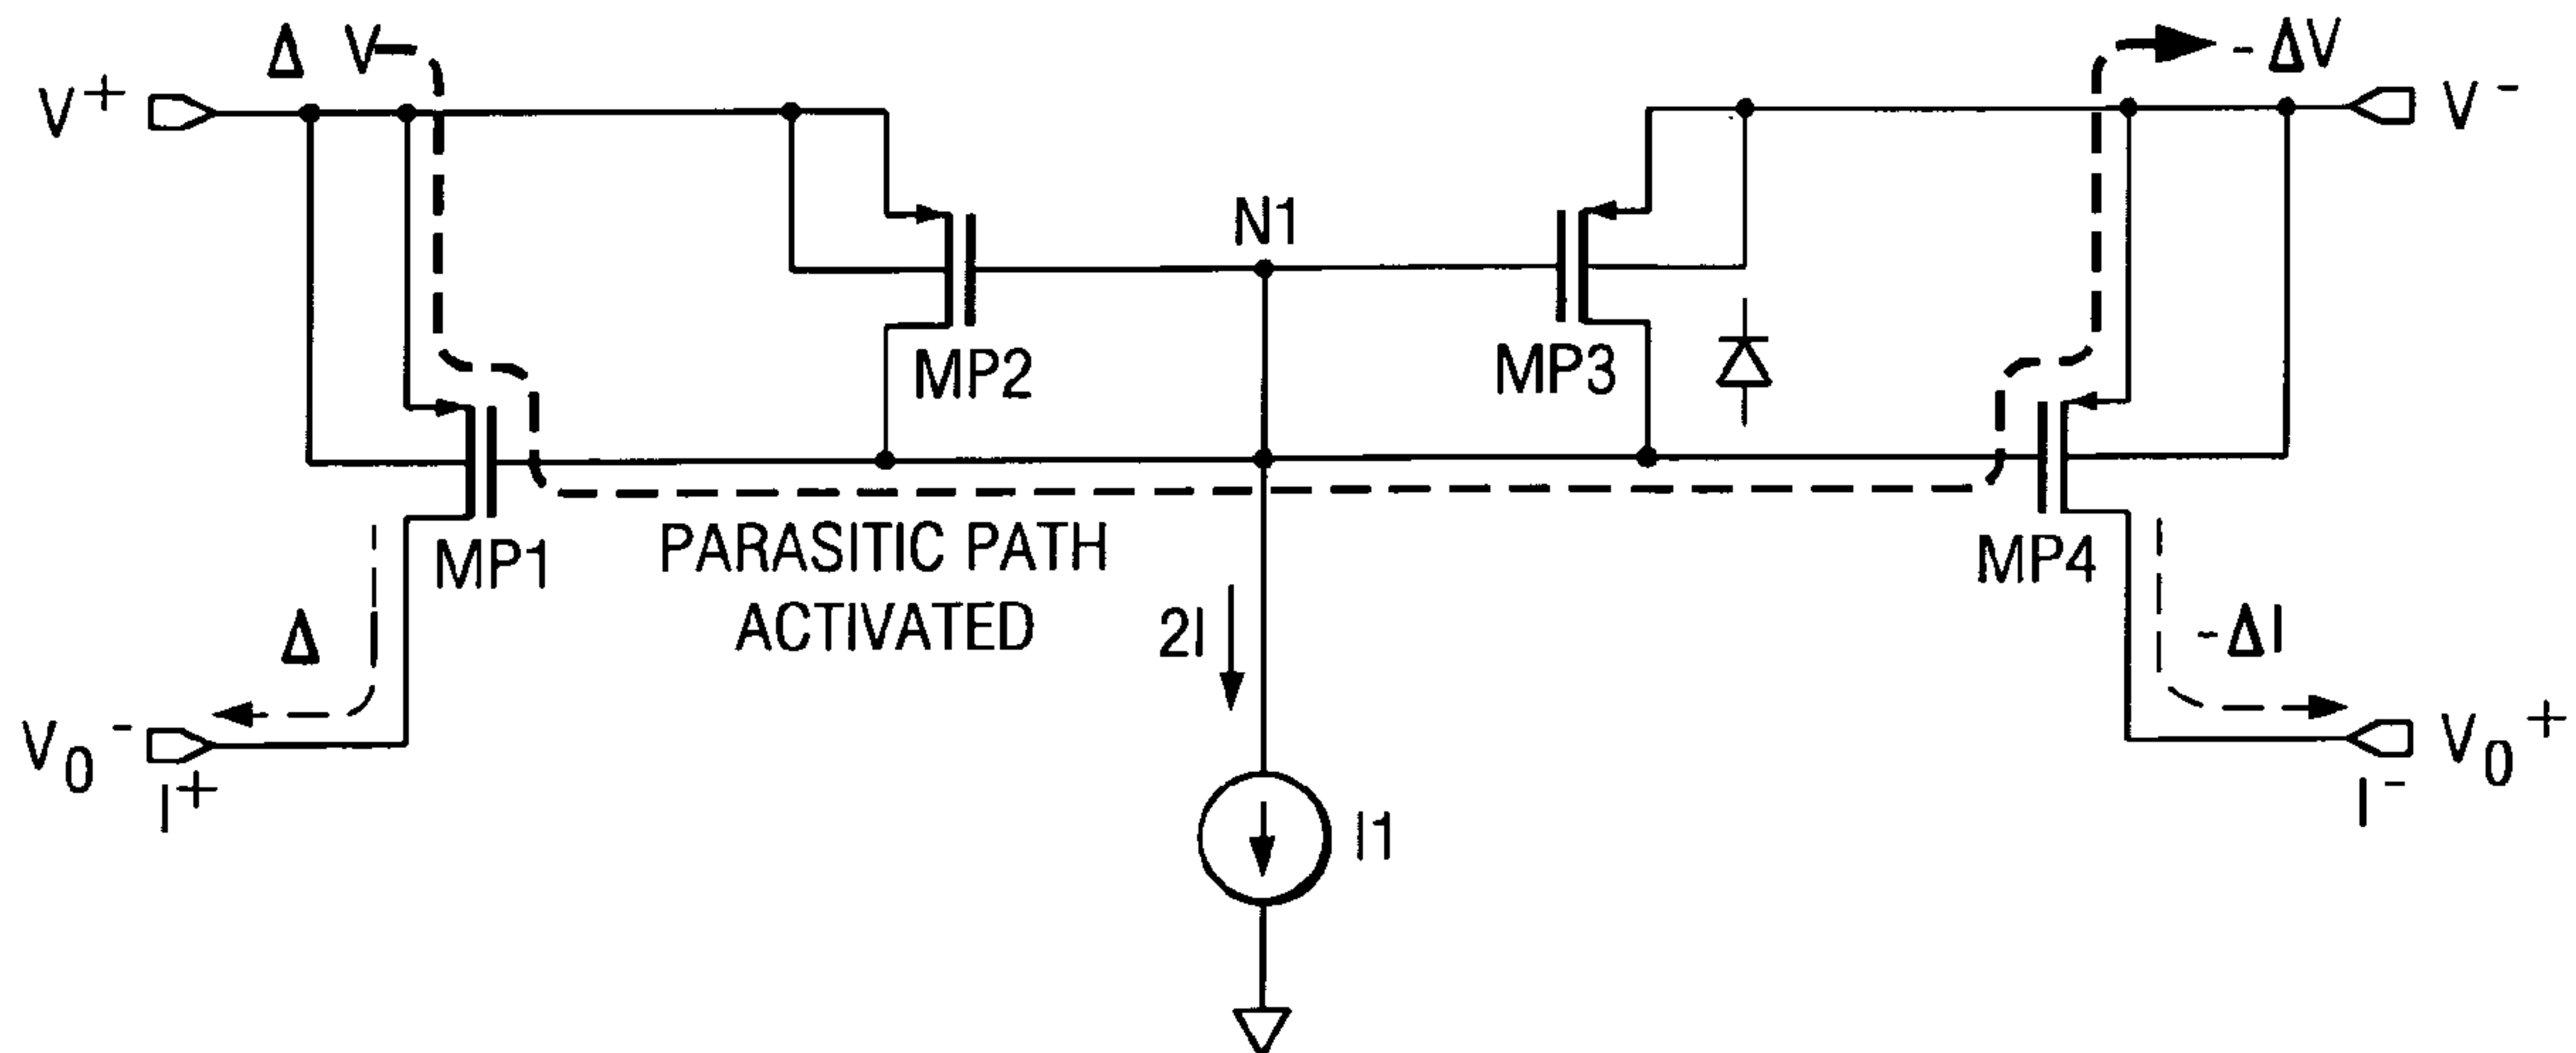 Δ V
-ΔV
V+
V-
N1
MP2
MP3
MP1
PARASITIC PATH
ACTIVATED
MP4
2I
Δ
-ΔI
V0-
I+
V0+
I-
I1